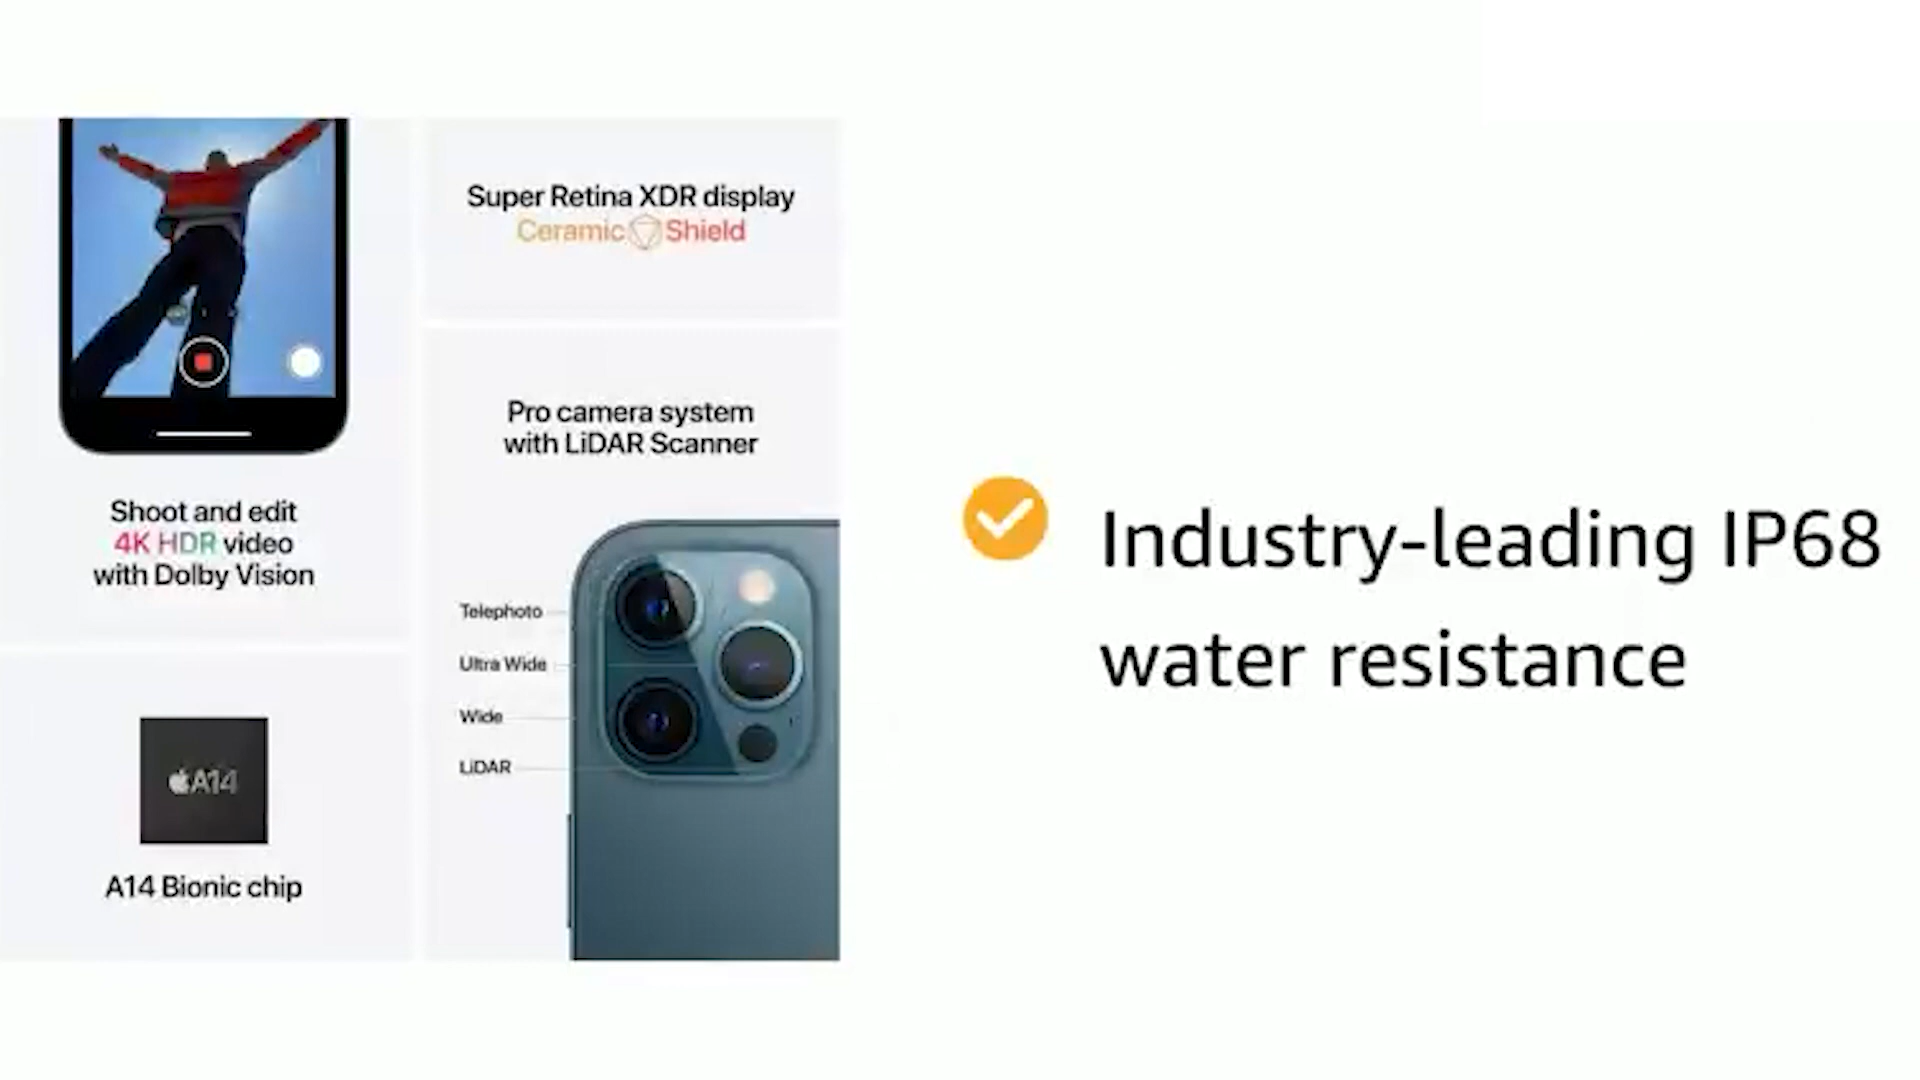 Super Retina XDR display
Ceramic Shield
Pro camera system
with LiDAR Scanner
Shoot and edit
4K HDR video
with Dolby Vision
Telephoto
Ultra Wide
Wide
LiDAR
A14
A14 Bionic chip
Industry-leading IP68
water resistance